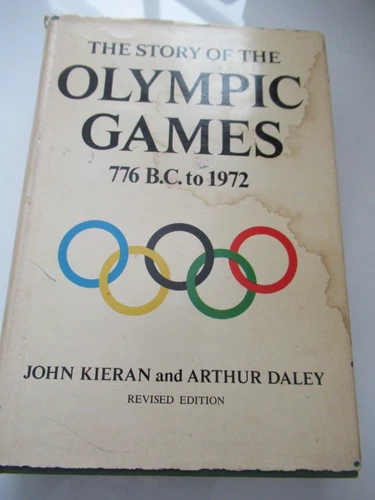 THE STORY OF THE
OLYMPIC
GAMES
776 B.C. to 1972
JOHN KIERAN and ARTHUR DALEY
REVISED EDITION